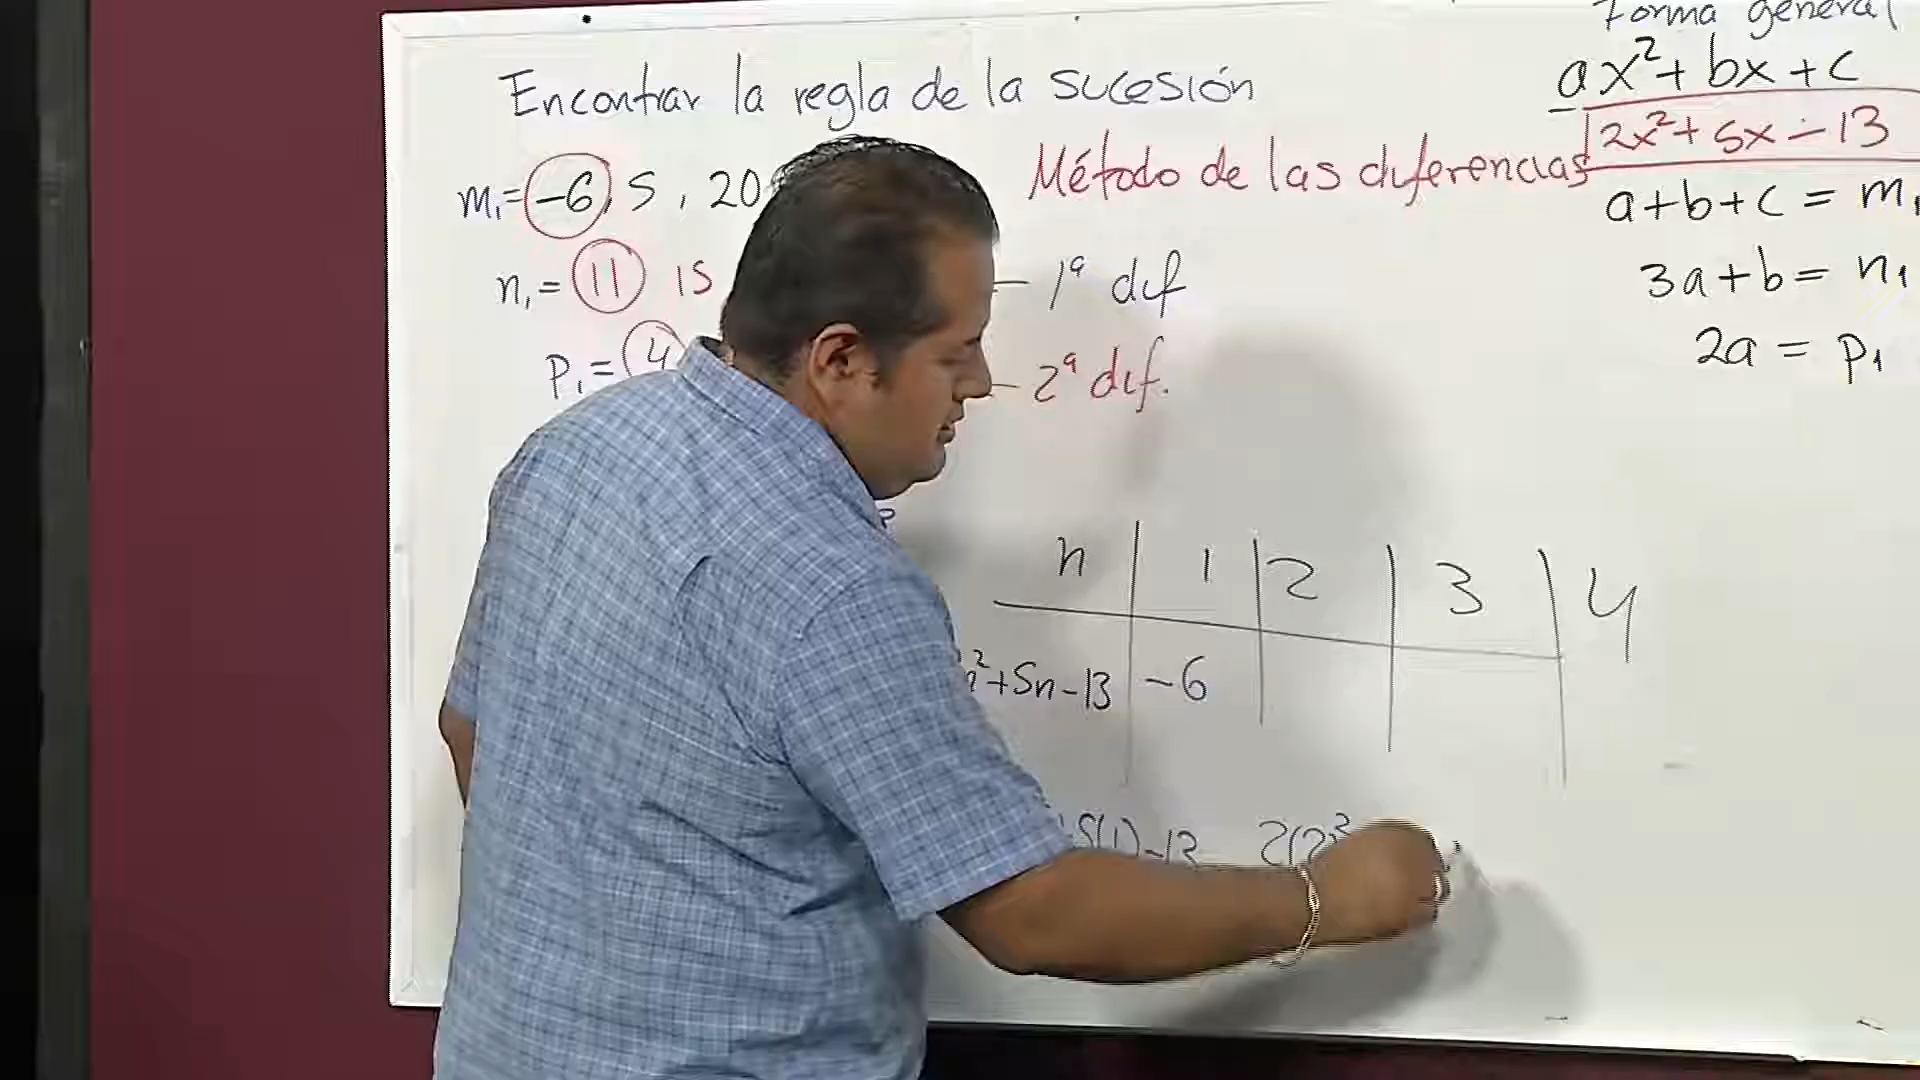 Encontrar la regla de la sucesión
m₁= -6, 5, 20
Método de las diferencias
n₁= 11 15
1ª dif
p₁= 4
2ª dif.
Forma general
ax²+bx+c
2x²+5x-13
a+b+c = m₁
3a+b= n₁
2a = p₁
n 1 2 3 4
n²+5n-13 -6
5(1)-13 2(2)²